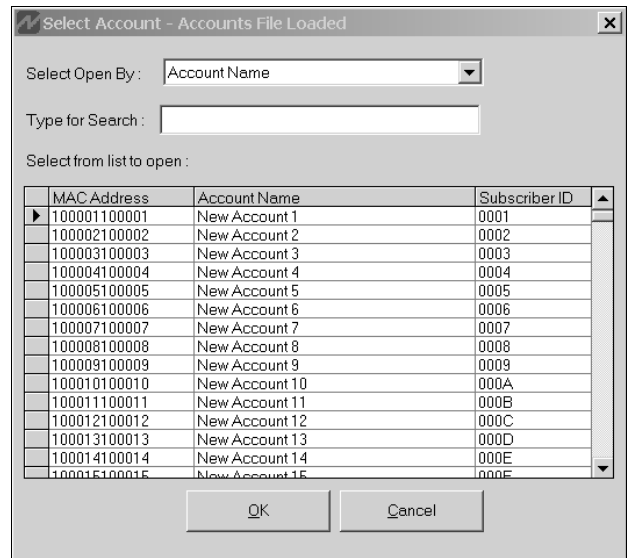 Select Account - Accounts File Loaded
Select Open By : Account Name
Type for Search :
Select from list to open :
MAC Address Account Name Subscriber ID
100001100001 New Account 1 0001
100002100002 New Account 2 0002
100003100003 New Account 3 0003
100004100004 New Account 4 0004
100005100005 New Account 5 0005
100006100006 New Account 6 0006
100007100007 New Account 7 0007
100008100008 New Account 8 0008
100009100009 New Account 9 0009
100010100010 New Account 10 000A
100011100011 New Account 11 000B
100012100012 New Account 12 000C
100013100013 New Account 13 000D
100014100014 New Account 14 000E
100015100015 New Account 15 000F
OK Cancel